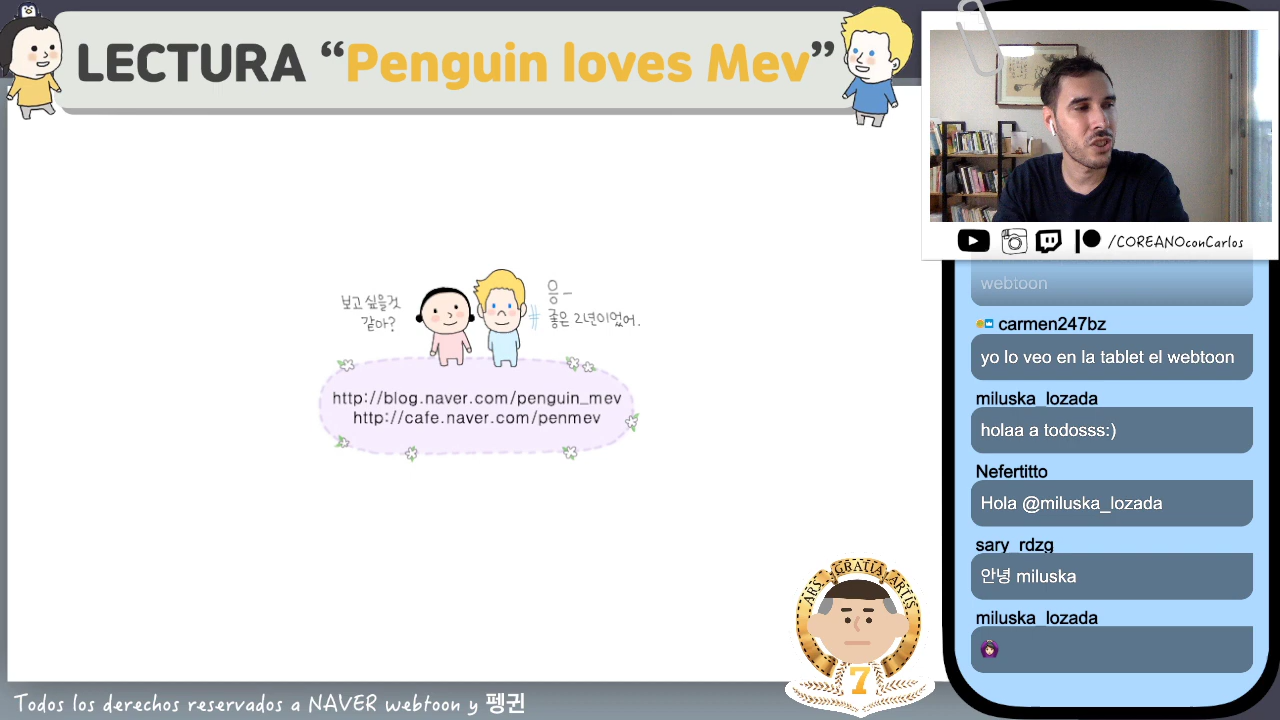 LECTURA “Penguin loves Mev”
보고 싶을것
같아?
응-
좋은 2년이었어.
http://blog.naver.com/penguin_mev
http://cafe.naver.com/penmev
ARS GRATIA ARTIS
7
Todos los derechos reservados a NAVER webtoon y 펭귄
/COREANOconCarlos
webtoon
carmen247bz
yo lo veo en la tablet el webtoon
miluska_lozada
holaa a todosss:)
Nefertitto
Hola @miluska_lozada
sary_rdzg
안녕 miluska
miluska_lozada